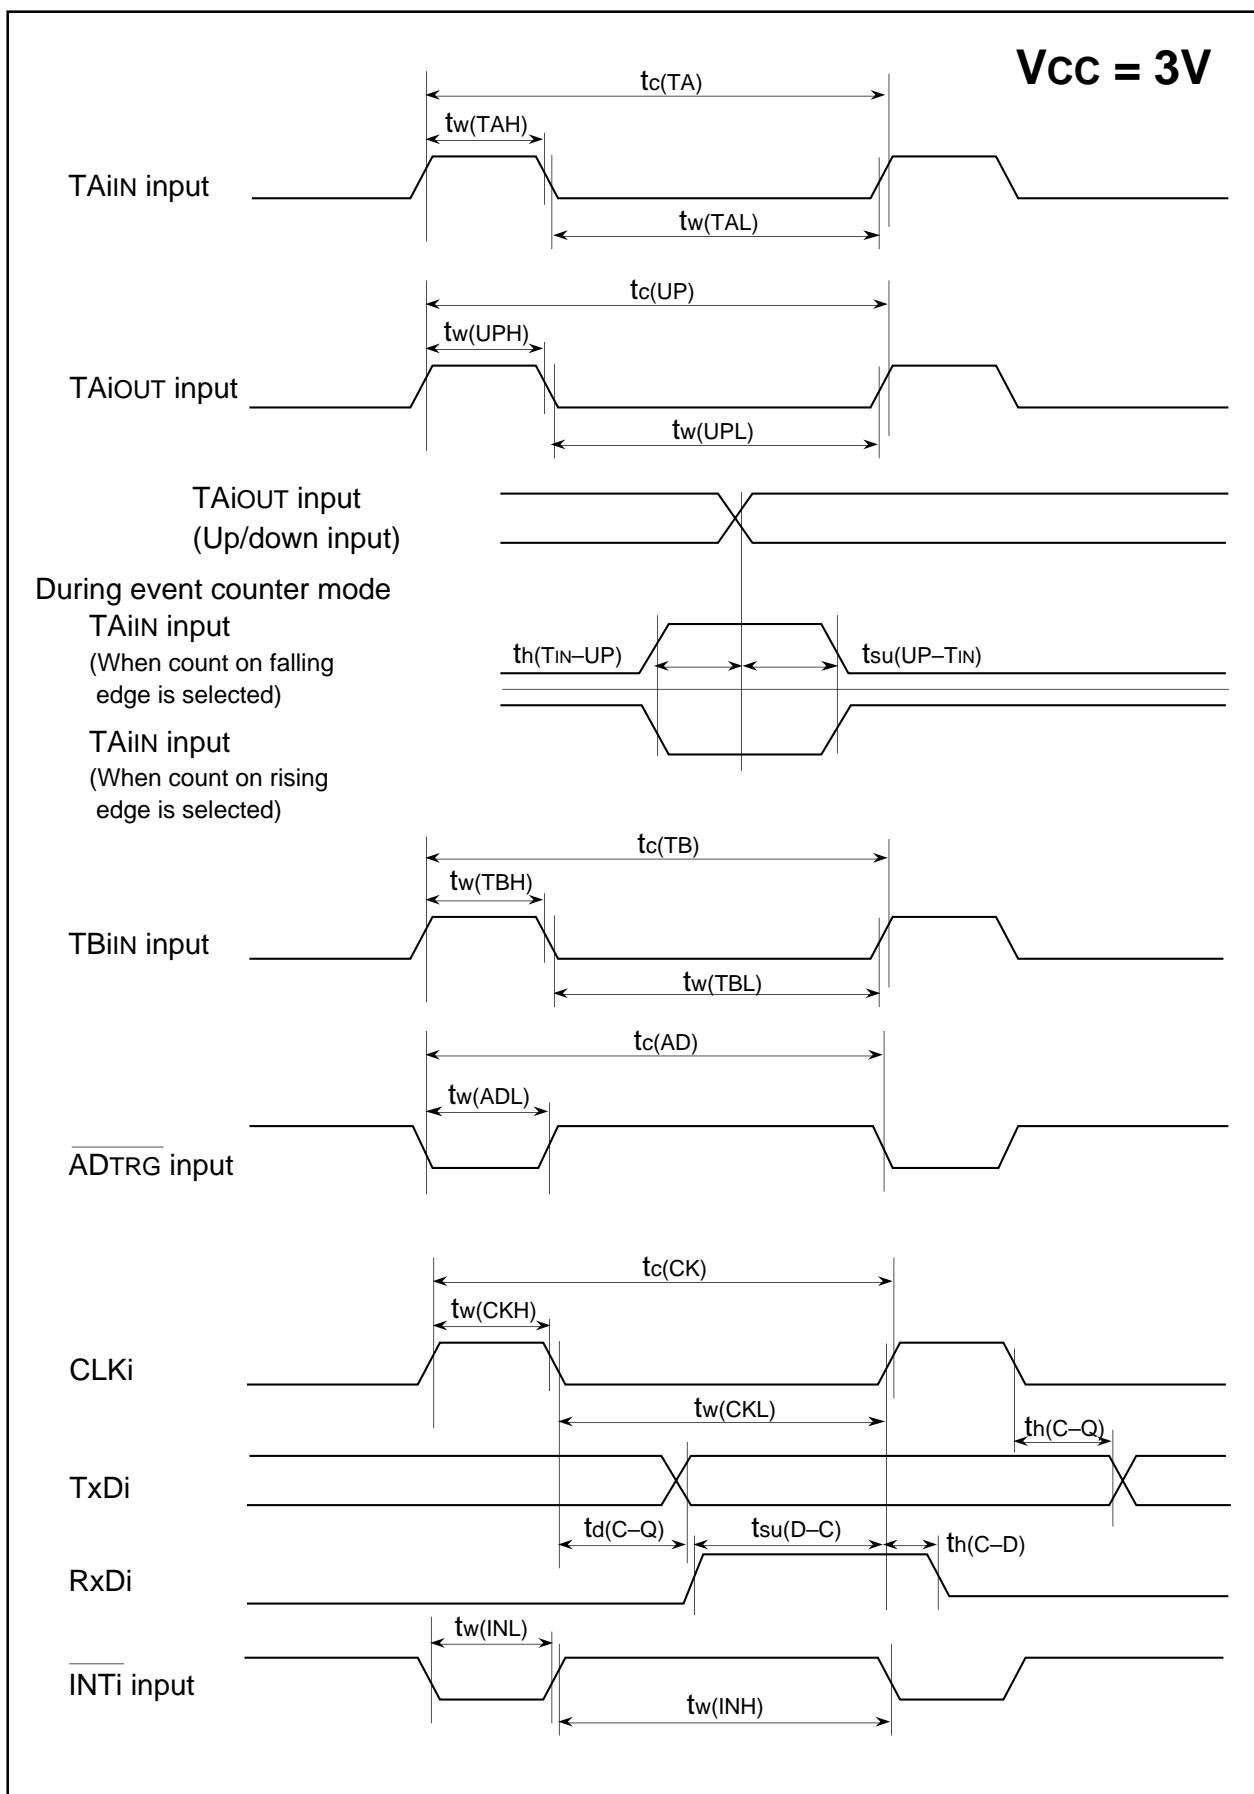 VCC = 3V
tc(TA)
tw(TAH)
TAiIN input
tw(TAL)
tc(UP)
tw(UPH)
TAiOUT input
tw(UPL)
TAiOUT input
(Up/down input)
During event counter mode
TAiIN input
(When count on falling
edge is selected)
th(TIN–UP)
tsu(UP–TIN)
TAiIN input
(When count on rising
edge is selected)
tc(TB)
tw(TBH)
TBiIN input
tw(TBL)
tc(AD)
tw(ADL)
ADTRG input
tc(CK)
tw(CKH)
CLKi
tw(CKL)
th(C–Q)
TxDi
td(C–Q)
tsu(D–C)
th(C–D)
RxDi
tw(INL)
INTi input
tw(INH)